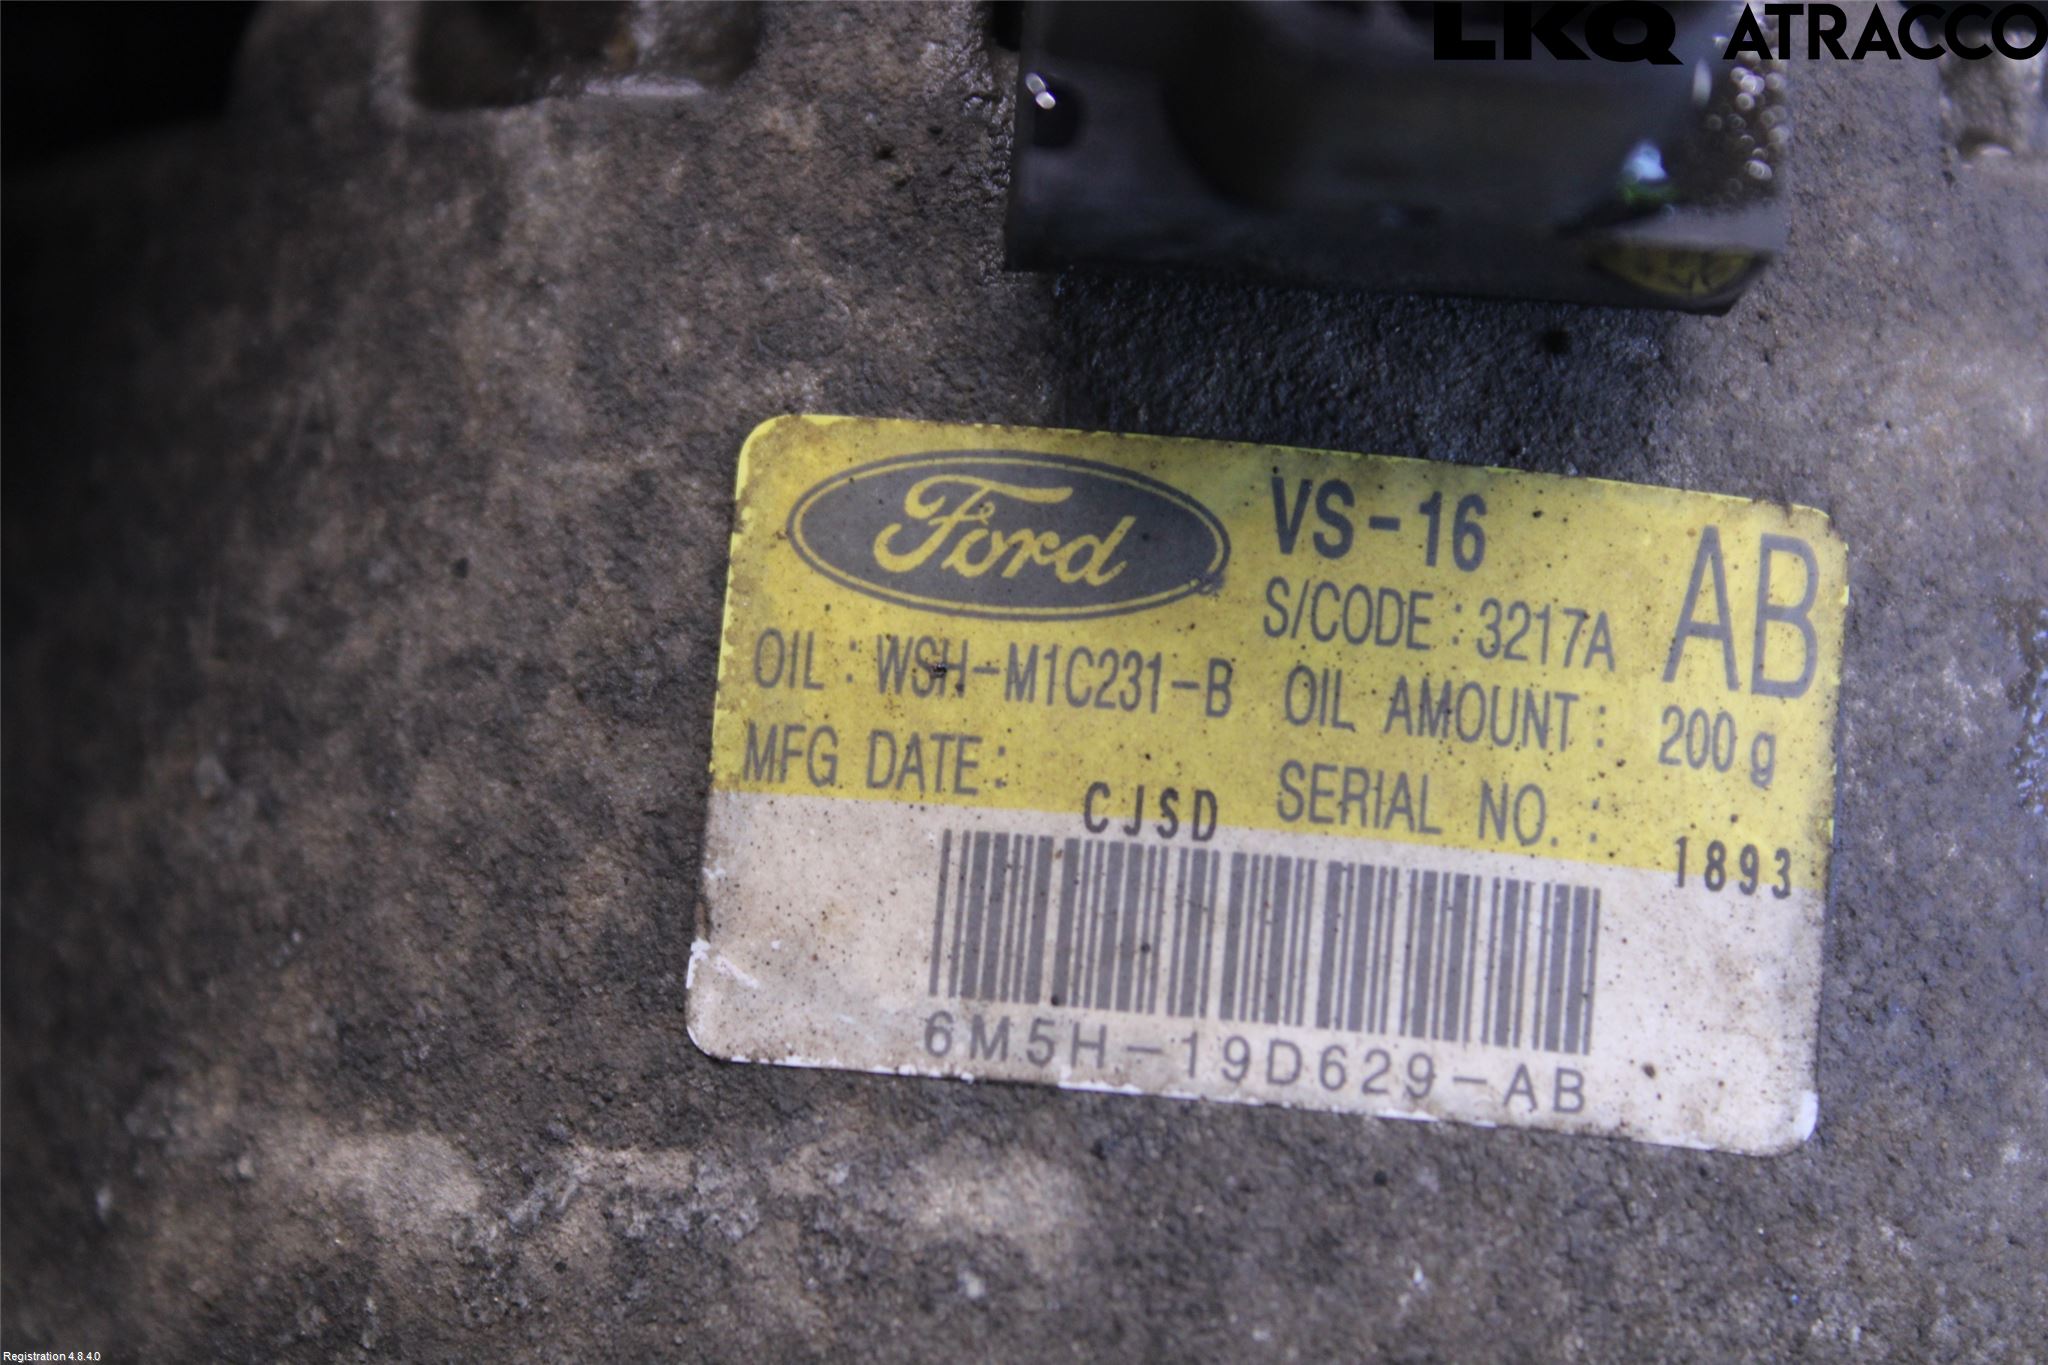 LKQ ATRACCO
Ford VS-16 AB
S/CODE : 3217A
OIL : WSH-M1C231-B OIL AMOUNT : 200 g
MFG DATE : CJSD SERIAL NO. : 1893
6M5H-19D629-AB
Registration 4.8.4.0